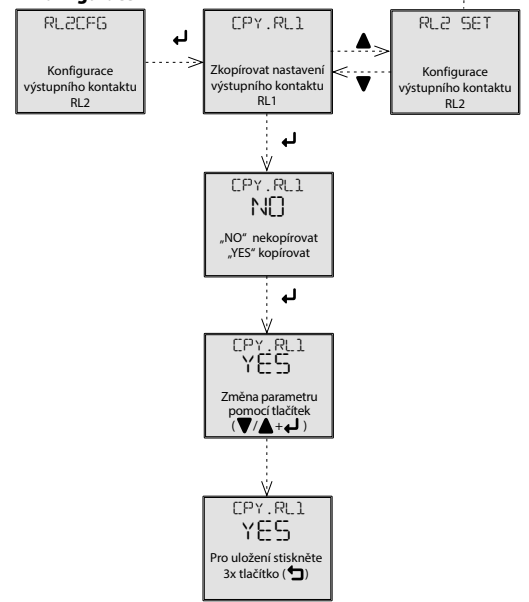 RL2CFG
Konfigurace
výstupního kontaktu
RL2
CPY.RL1
Zkopírovat nastavení
výstupního kontaktu
RL1
RL2 SET
Konfigurace
výstupního kontaktu
RL2
CPY.RL1
NO
„NO“ nekopírovat
„YES“ kopírovat
CPY.RL1
YES
Změna parametru
pomocí tlačítek
(▼/▲+↵)
CPY.RL1
YES
Pro uložení stiskněte
3x tlačítko (⮌)